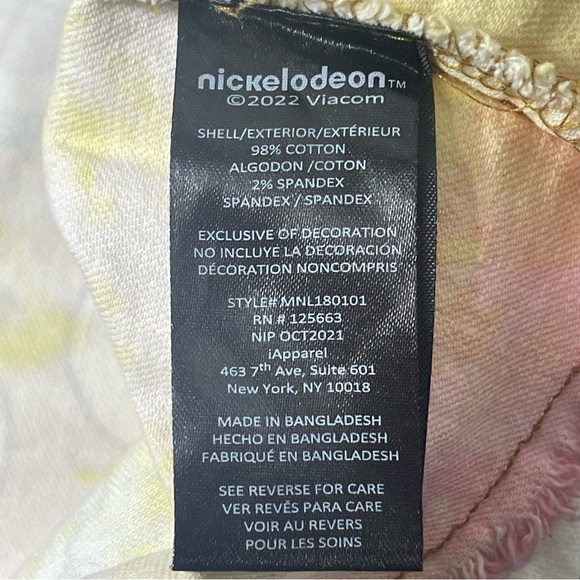 nickelodeon™
©2022 Viacom
SHELL/EXTERIOR/EXTÉRIEUR
98% COTTON
ALGODON /COTON
2% SPANDEX
SPANDEX / SPANDEX
EXCLUSIVE OF DECORATION
NO INCLUYE LA DECORACIÓN
DÉCORATION NONCOMPRIS
STYLE# MNL180101
RN # 125663
NIP OCT2021
iApparel
463 7th Ave, Suite 601
New York, NY 10018
MADE IN BANGLADESH
HECHO EN BANGLADESH
FABRIQUÉ EN BANGLADESH
SEE REVERSE FOR CARE
VER REVÉS PARA CARE
VOIR AU REVERS
POUR LES SOINS